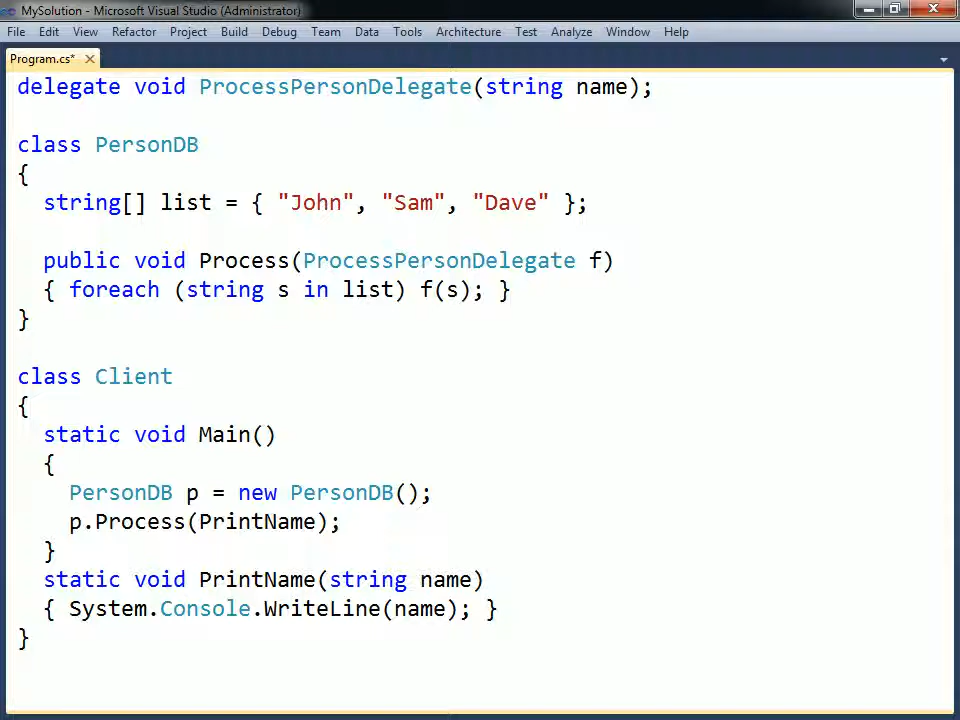 MySolution - Microsoft Visual Studio (Administrator)
File Edit View Refactor Project Build Debug Team Data Tools Architecture Test Analyze Window Help
Program.cs*
delegate void ProcessPersonDelegate(string name);
class PersonDB
{
string[] list = { "John", "Sam", "Dave" };
public void Process(ProcessPersonDelegate f)
{ foreach (string s in list) f(s); }
}
class Client
{
static void Main()
{
PersonDB p = new PersonDB();
p.Process(PrintName);
}
static void PrintName(string name)
{ System.Console.WriteLine(name); }
}